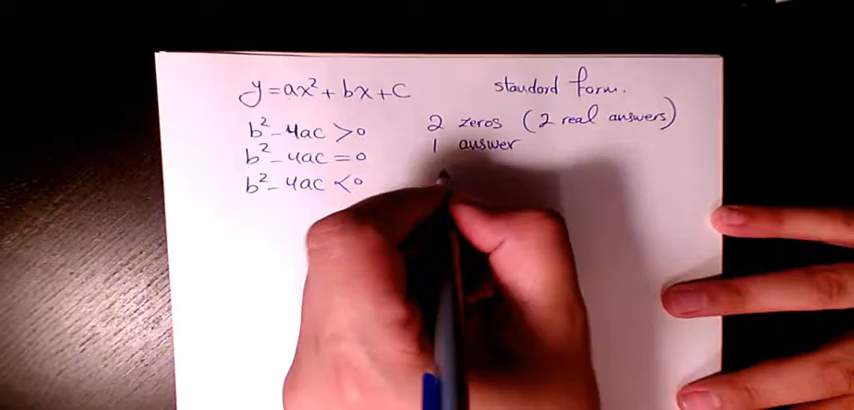 y = ax² + bx + c standard form.
b² - 4ac > 0 2 zeros (2 real answers)
b² - 4ac = 0 1 answer
b² - 4ac < 0